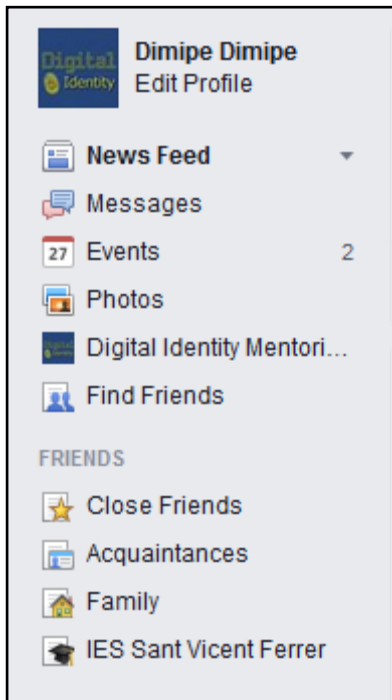 Digital
Identity
Dimipe Dimipe
Edit Profile
News Feed
Messages
27
Events 2
Photos
Digital Identity Mentori...
Find Friends
FRIENDS
Close Friends
Acquaintances
Family
IES Sant Vicent Ferrer